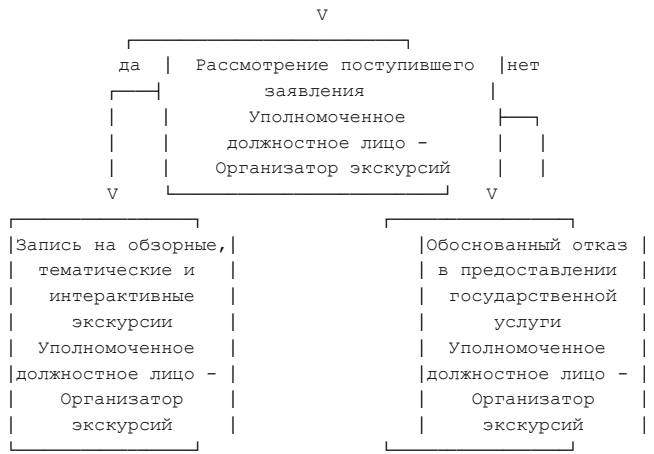 V
да Рассмотрение поступившего нет
заявления
Уполномоченное
должностное лицо -
Организатор экскурсий
V V
Запись на обзорные, Обоснованный отказ
тематические и в предоставлении
интерактивные государственной
экскурсии услуги
Уполномоченное Уполномоченное
должностное лицо - должностное лицо -
Организатор Организатор
экскурсий экскурсий